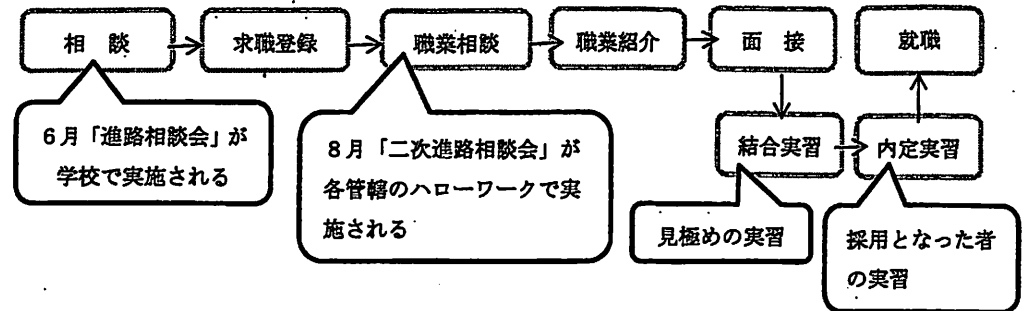 相 談
求職登録
職業相談
職業紹介
面 接
就職
6月「進路相談会」が
学校で実施される
8月「二次進路相談会」が
各管轄のハローワークで実
施される
結合実習
内定実習
見極めの実習
採用となった者
の実習